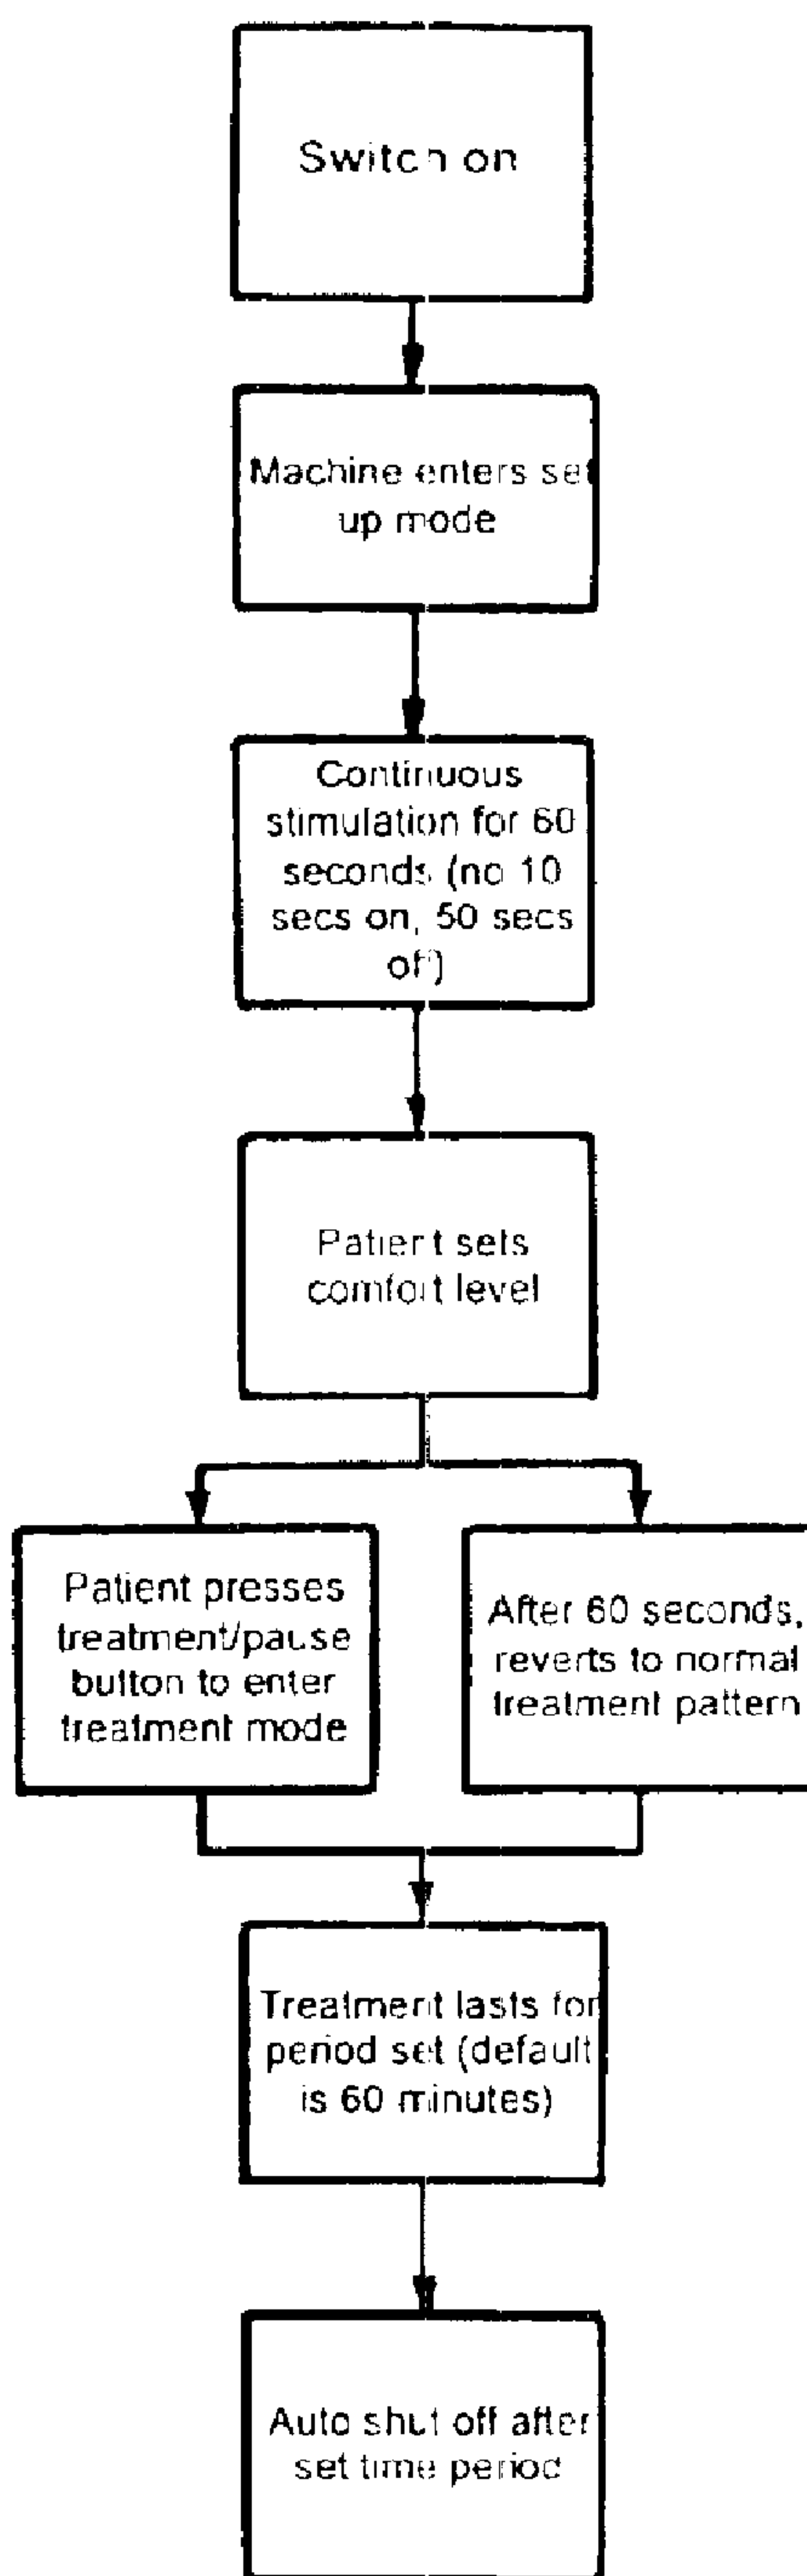 Switch on
Machine enters set
up mode
Continuous
stimulation for 60
seconds (no 10
secs on, 50 secs
off)
Patient sets
comfort level
Patient presses
treatment/pause
button to enter
treatment mode
After 60 seconds,
reverts to normal
treatment pattern
Treatment lasts for
period set (default
is 60 minutes)
Auto shut off after
set time period